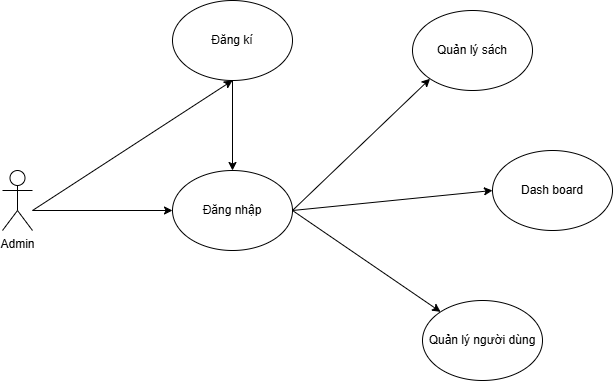 Đăng kí
Quản lý sách
Đăng nhập
Dash board
Admin
Quản lý người dùng